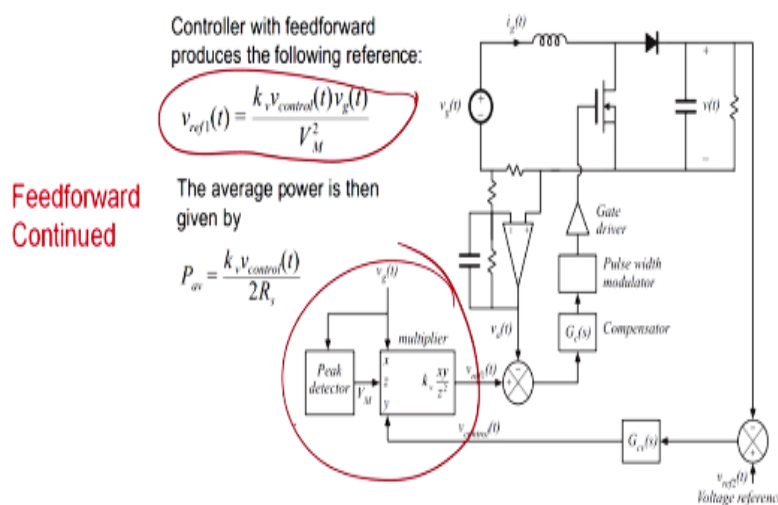 Controller with feedforward
produces the following reference:
v_ref1(t) = k_v v_control(t) v_g(t) / V_M^2
Feedforward
Continued
The average power is then
given by
P_av = k_v v_control(t) / 2R_s
i_g(t)
v_g(t)
+
−
+
v(t)
−
Gate
driver
Pulse width
modulator
G_c(s) Compensator
v_a(t)
v_g(t)
multiplier
Peak
detector
V_M
x
z
y
k_v xy/z^2
v_ref1(t)
+
−
v_control(t)
G_cv(s)
−
+
v_ref2(t)
Voltage reference